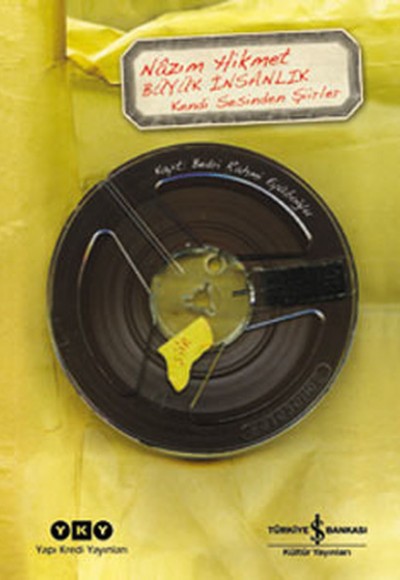 Nâzım Hikmet
BÜYÜK İNSANLIK
Kendi Sesinden Şiirler
Kayıt: Bedri Rahmi Eyüboğlu
YKY
Yapı Kredi Yayınları
TÜRKİYE İŞ BANKASI
Kültür Yayınları